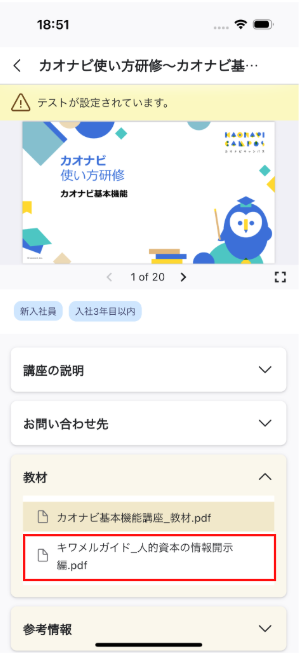 18:51
カオナビ使い方研修〜カオナビ基…
テストが設定されています。
KAONAVI
CAMPUS
カオナビ
使い方研修
カオナビ基本機能
1 of 20
新入社員
入社3年目以内
講座の説明
お問い合わせ先
教材
カオナビ基本機能講座_教材.pdf
キワメルガイド_人的資本の情報開示
編.pdf
参考情報